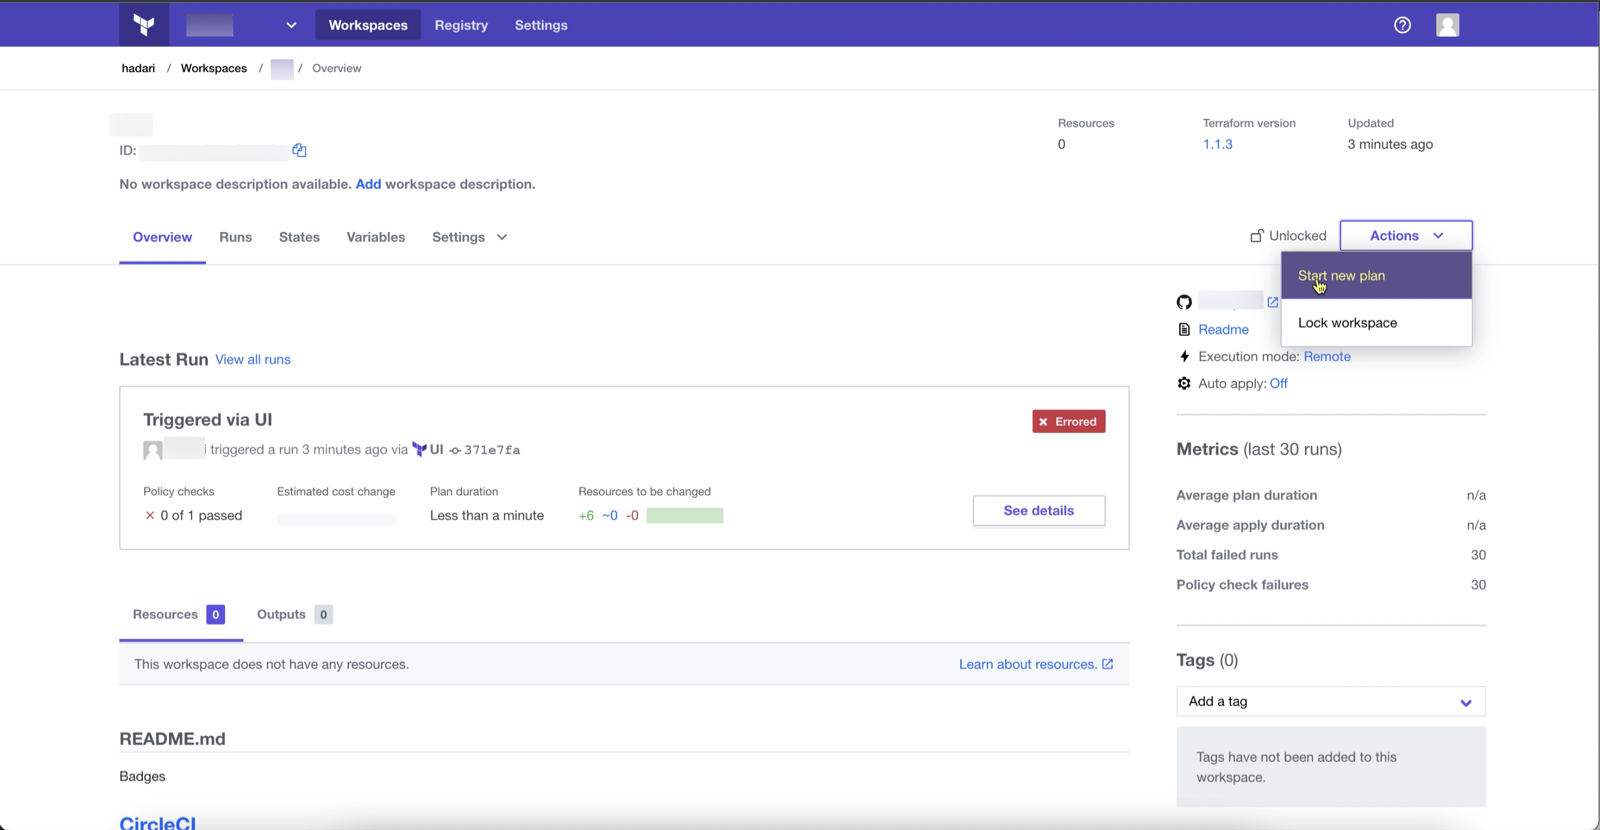 Workspaces Registry Settings
hadari / Workspaces / / Overview
Resources Terraform version Updated
0 1.1.3 3 minutes ago
ID:
No workspace description available. Add workspace description.
Overview Runs States Variables Settings Unlocked Actions
Start new plan
Lock workspace
Readme
Execution mode: Remote
Auto apply: Off
Latest Run View all runs
Triggered via UI Errored
i triggered a run 3 minutes ago via UI 371e7fa
Policy checks Estimated cost change Plan duration Resources to be changed
0 of 1 passed Less than a minute +6 ~0 -0 See details
Metrics (last 30 runs)
Average plan duration n/a
Average apply duration n/a
Total failed runs 30
Policy check failures 30
Resources 0 Outputs 0
This workspace does not have any resources. Learn about resources.
Tags (0)
Add a tag
Tags have not been added to this
workspace.
README.md
Badges
CircleCI